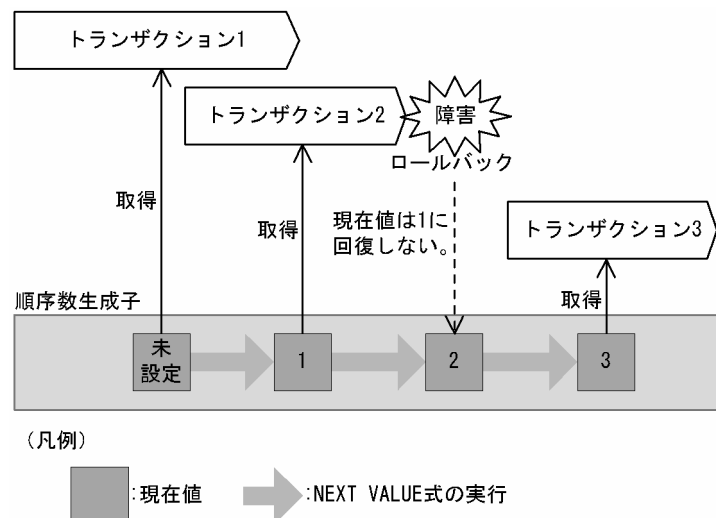 トランザクション1
トランザクション2
障害
ロールバック
取得
取得
現在値は1に
回復しない。
トランザクション3
取得
順序数生成子
未
設定
1
2
3
(凡例)
:現在値
:NEXT VALUE式の実行